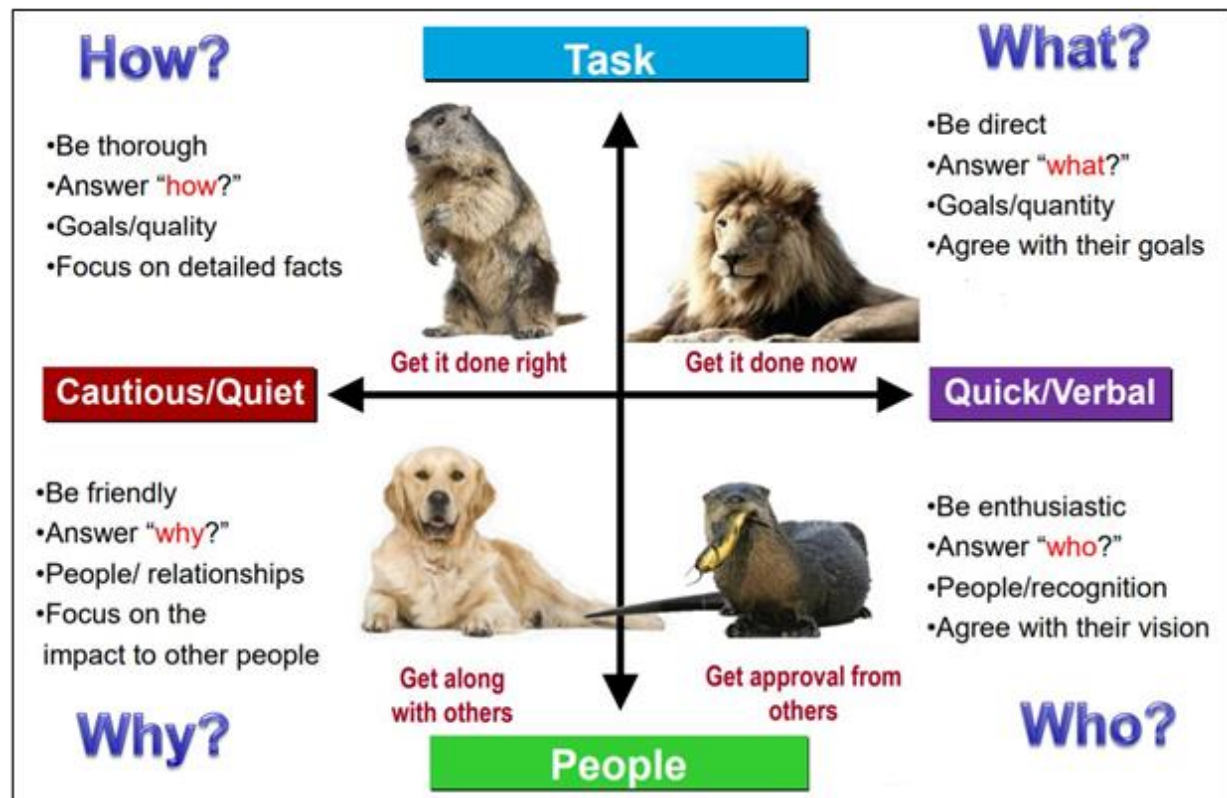 How?
Task
What?
•Be thorough
•Answer “how?”
•Goals/quality
•Focus on detailed facts
•Be direct
•Answer “what?”
•Goals/quantity
•Agree with their goals
Get it done right
Get it done now
Cautious/Quiet
Quick/Verbal
•Be friendly
•Answer “why?”
•People/ relationships
•Focus on the
impact to other people
•Be enthusiastic
•Answer “who?”
•People/recognition
•Agree with their vision
Get along
with others
Get approval from
others
Why?
People
Who?